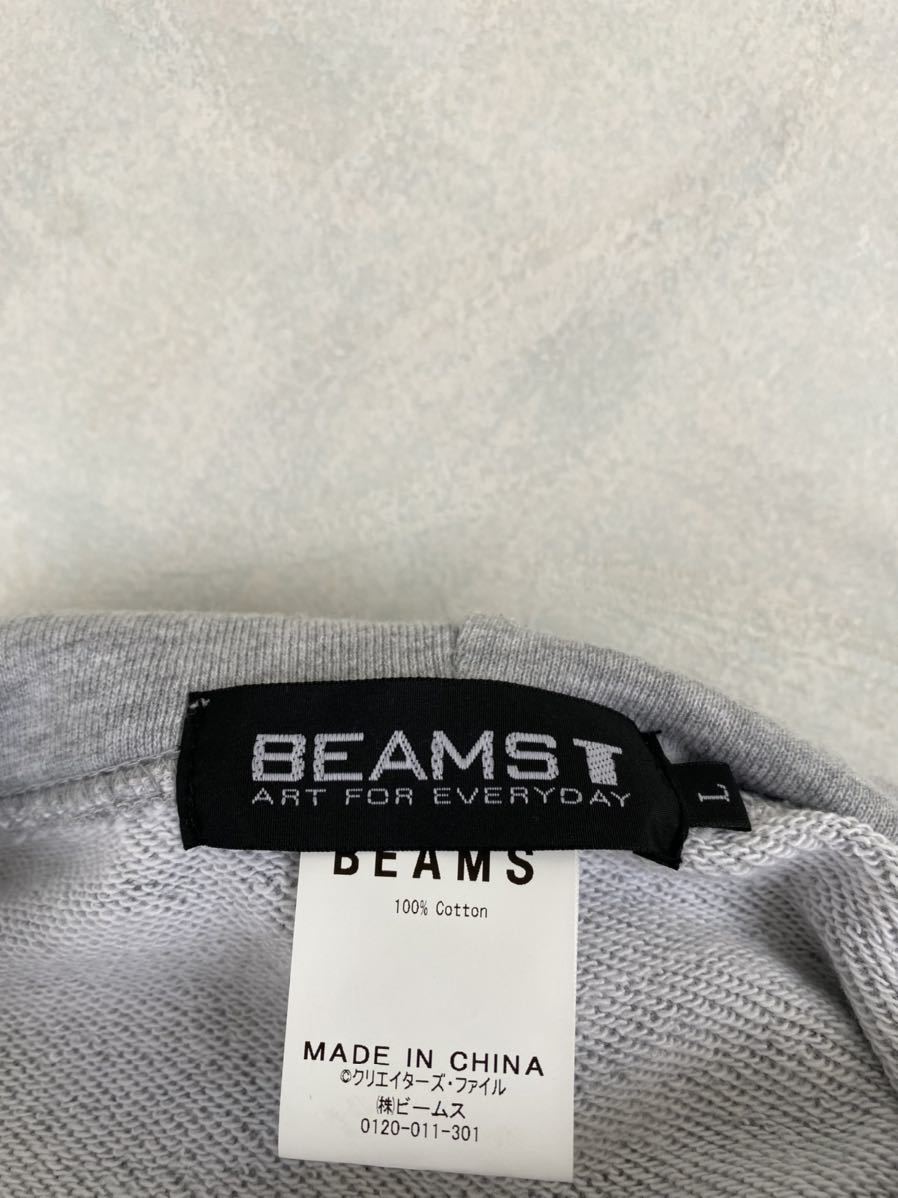 BEAMS T
ART FOR EVERYDAY
L
BEAMS
100% Cotton
MADE IN CHINA
©クリエイターズ・ファイル
㈱ビームス
0120-011-301